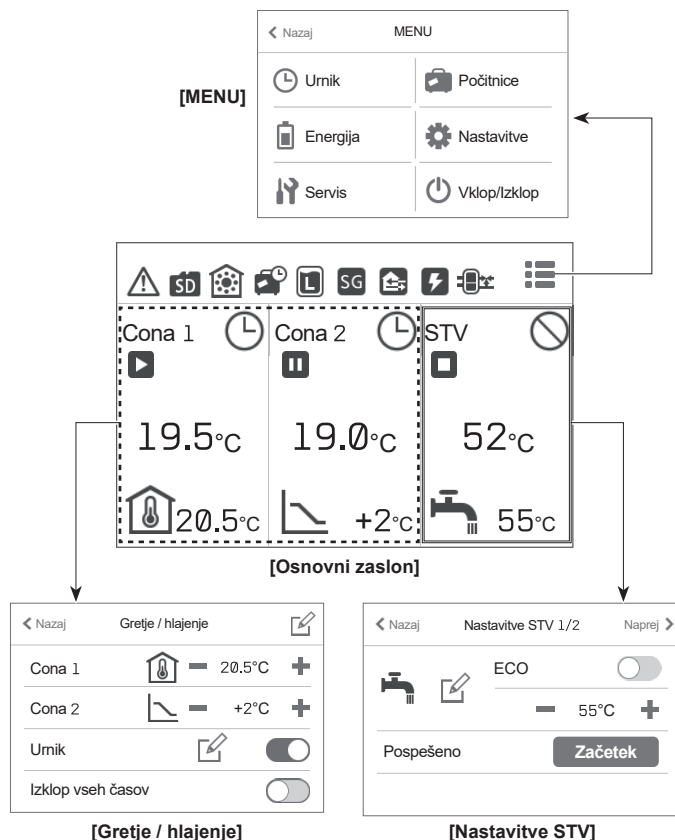 Nazaj MENU
[MENU]
Urnik Počitnice
Energija Nastavitve
Servis Vklop/Izklop
SD L SG
Cona 1 Cona 2 STV
19.5°C 19.0°C 52°C
20.5°C +2°C 55°C
[Osnovni zaslon]
Nazaj Gretje / hlajenje
Cona 1 20.5°C
Cona 2 +2°C
Urnik
Izklop vseh časov
[Gretje / hlajenje]
Nazaj Nastavitve STV 1/2 Naprej
ECO
55°C
Pospešeno Začetek
[Nastavitve STV]